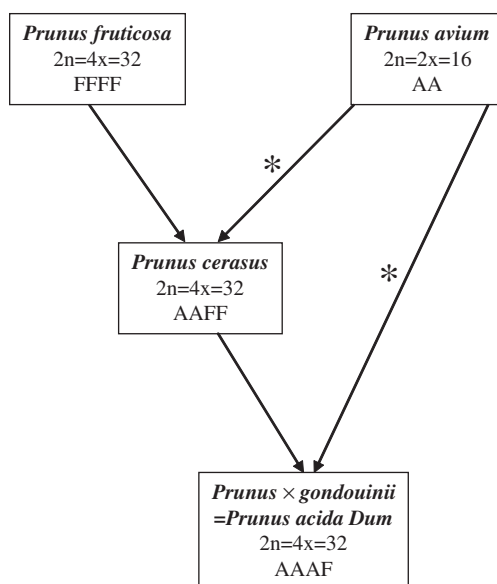 Prunus fruticosa
2n=4x=32
FFFF
Prunus avium
2n=2x=16
AA
*
*
Prunus cerasus
2n=4x=32
AAFF
Prunus × gondouinii
=Prunus acida Dum
2n=4x=32
AAAF